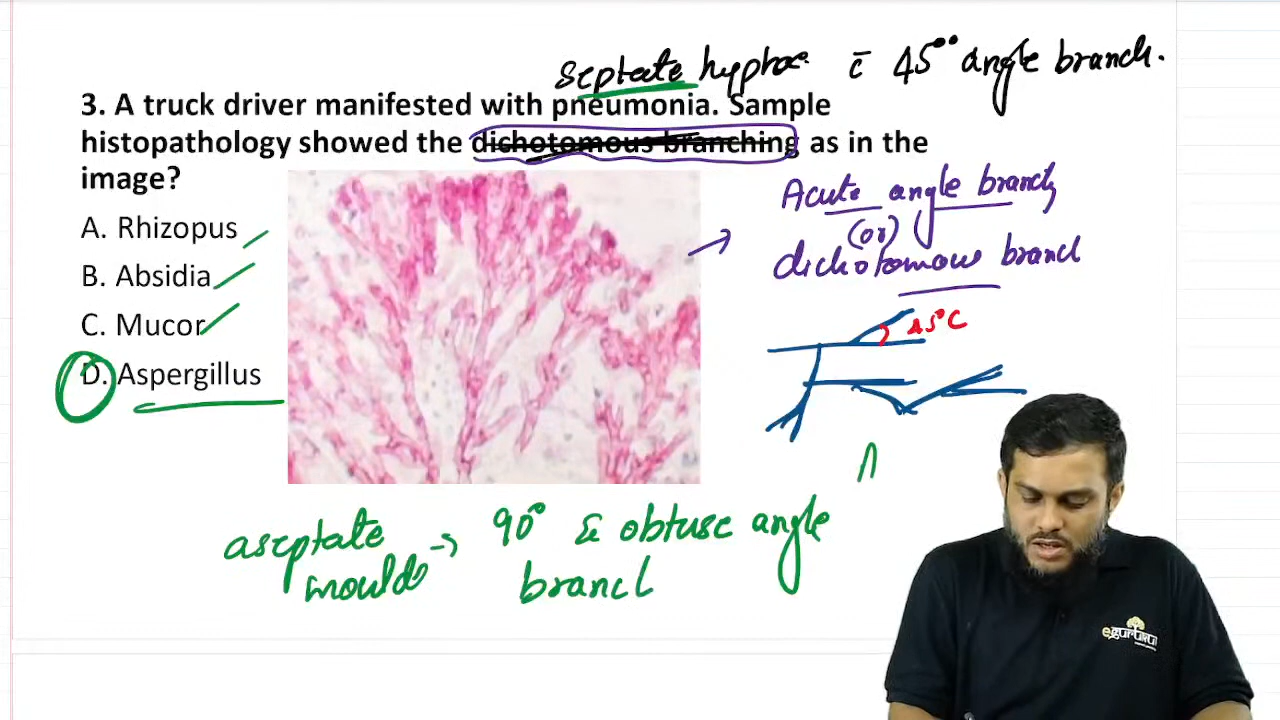 septate hyphae c̄ 45° angle branch.
3. A truck driver manifested with pneumonia. Sample
histopathology showed the dichotomous branching as in the
image?
A. Rhizopus
B. Absidia
C. Mucor
D. Aspergillus
Acute angle branch
(or)
dichotomous branch
45°C
aseptate moulds → 90° & obtuse angle
branch
egurukul